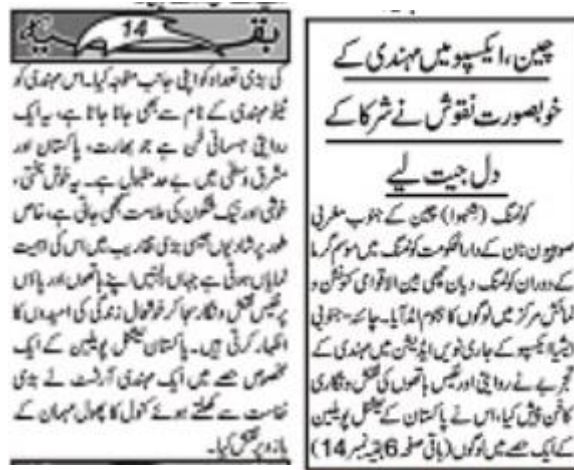 چین، ایکسپو میں مہندی کے
خوبصورت نقوش نے شرکا کے
دل جیت لیے
کونمنگ (شنہوا) چین کے جنوب مغربی
صوبے یون نان کے دارالحکومت کونمنگ میں موسم گرما
کے دوران کونمنگ دیان چھی بین الاقوامی کنونشن و
نمائش مرکز میں لوگوں کا ہجوم امڈ آیا۔ چائنہ-جنوبی
ایشیا ایکسپو کے جاری نویں ایڈیشن میں مہندی کے
تجربے نے روایتی اور نفیس ہاتھوں کی نقش ونگاری
کا فن پیش کیا، اس نے پاکستان کے نیشنل پویلین
کے ایک حصے میں لوگوں (باقی صفحہ 6 بقیہ نمبر 14)
بقیہ 14
کی بڑی تعداد کو اپنی جانب متوجہ کیا۔ اس مہندی کو
ٹیٹو مہندی کے نام سے بھی جانا جاتا ہے، یہ ایک
روایتی جسمانی فن ہے جو بھارت، پاکستان اور
مشرق وسطیٰ میں بے حد مقبول ہے۔ یہ خوش بختی،
خوشی اور نیک شگون کی علامت سمجھی جاتی ہے، خاص
طور پر شادیوں جیسی بڑی تقاریب میں اس کی اہمیت
نمایاں ہوتی ہے جہاں دلہنیں اپنے ہاتھوں اور پاؤں
پر نفیس نقش و نگار سجا کر خوشحال زندگی کی امیدوں کا
اظہار کرتی ہیں۔ پاکستان نیشنل پویلین کے ایک
مخصوص حصے میں ایک مہندی آرٹسٹ نے بڑی
نفاست سے کھلتے ہوئے کنول کا پھول مہمان کے
بازو پر نقش کیا۔